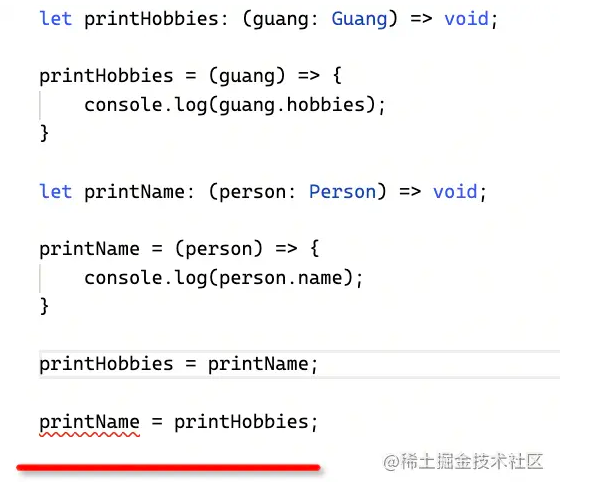 let printHobbies: (guang: Guang) => void;
printHobbies = (guang) => {
console.log(guang.hobbies);
}
let printName: (person: Person) => void;
printName = (person) => {
console.log(person.name);
}
printHobbies = printName;
printName = printHobbies;
@稀土掘金技术社区